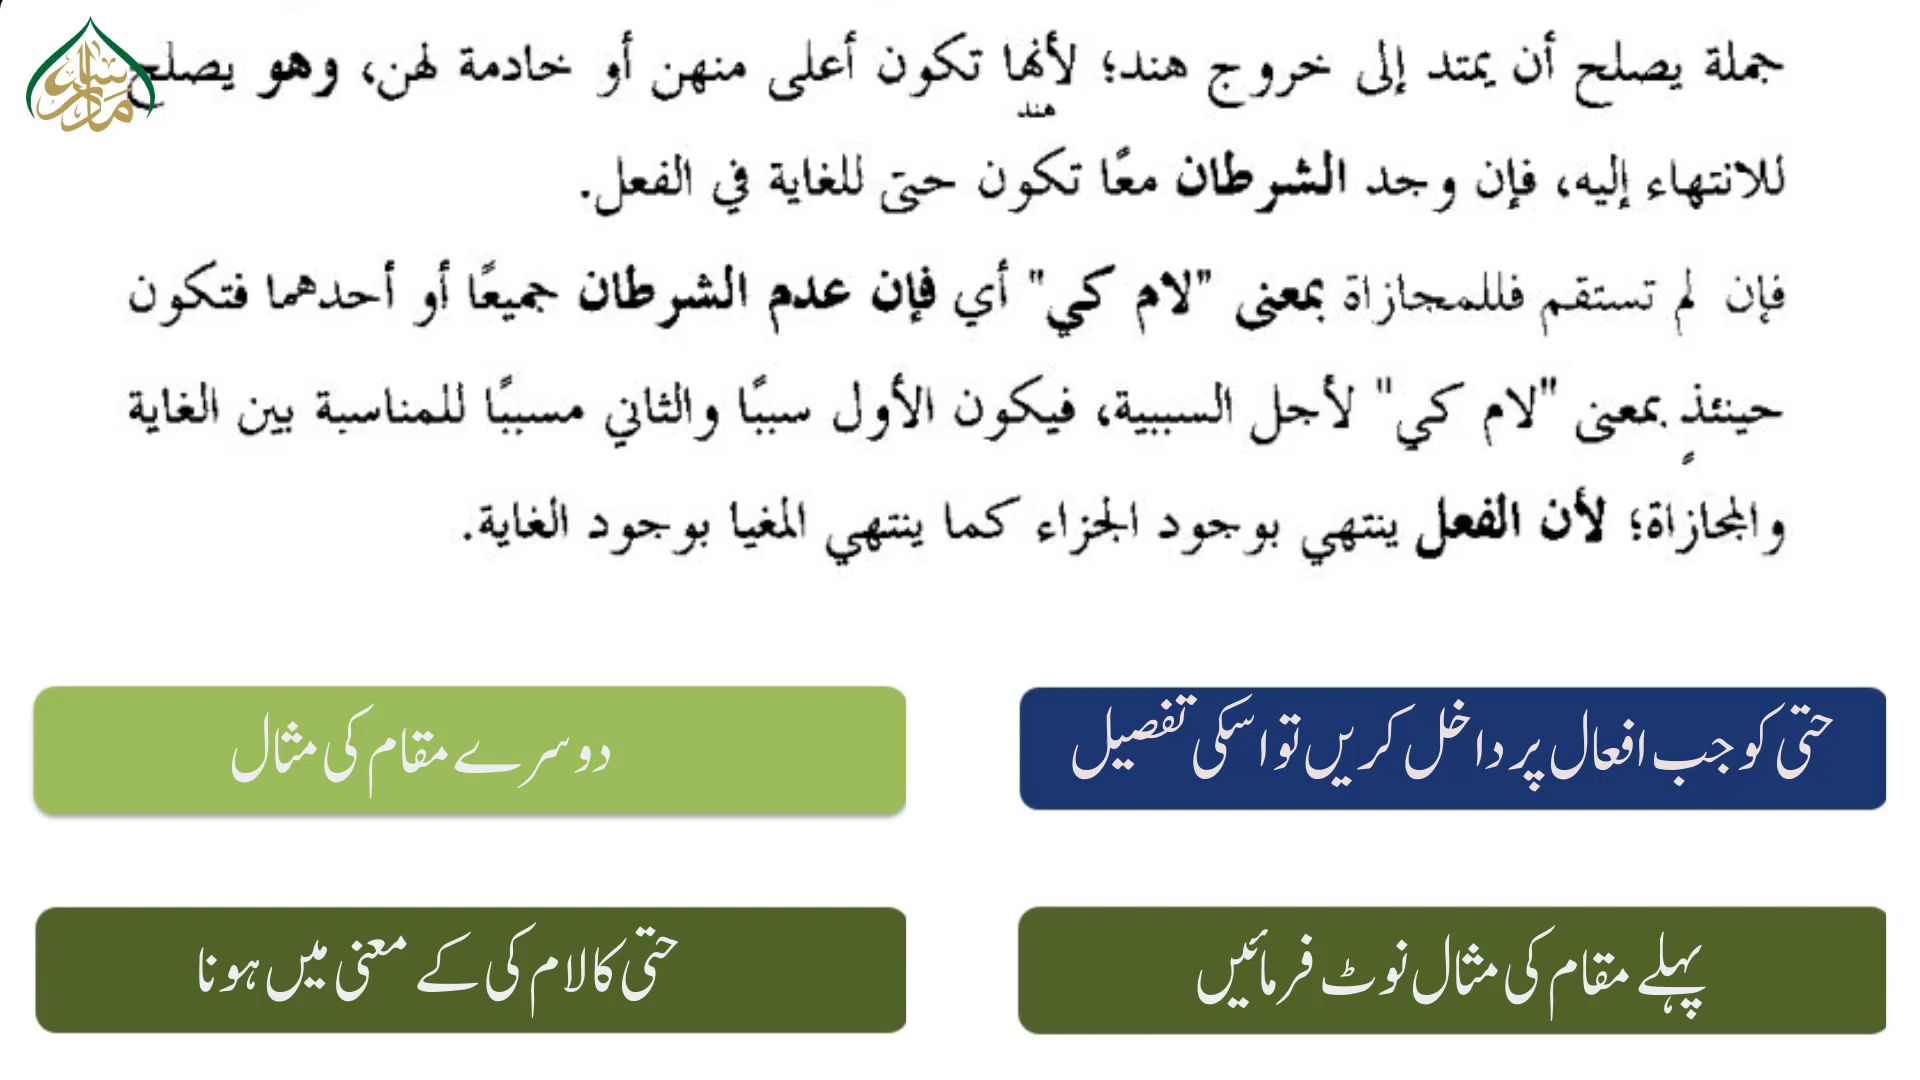 جملة يصلح أن يمتد إلى خروج هند؛ لأنها تكون أعلى منهن أو خادمة لهن، وهو يصلح
هند
للانتهاء إليه، فإن وجد الشرطان معًا تكون حتى للغاية في الفعل.
فإن لم تستقم فللمجازاة بمعنى "لام كي" أي فإن عدم الشرطان جميعًا أو أحدهما فتكون
حينئذٍ بمعنى "لام كي" لأجل السببية، فيكون الأول سببًا والثاني مسببًا للمناسبة بين الغاية
والمجازاة؛ لأن الفعل ينتهي بوجود الجزاء كما ينتهي المغيا بوجود الغاية.
حتی کو جب افعال پر داخل کریں تو اسکی تفصیل
دوسرے مقام کی مثال
پہلے مقام کی مثال نوٹ فرمائیں
حتی کا لام کی کے معنی میں ہونا